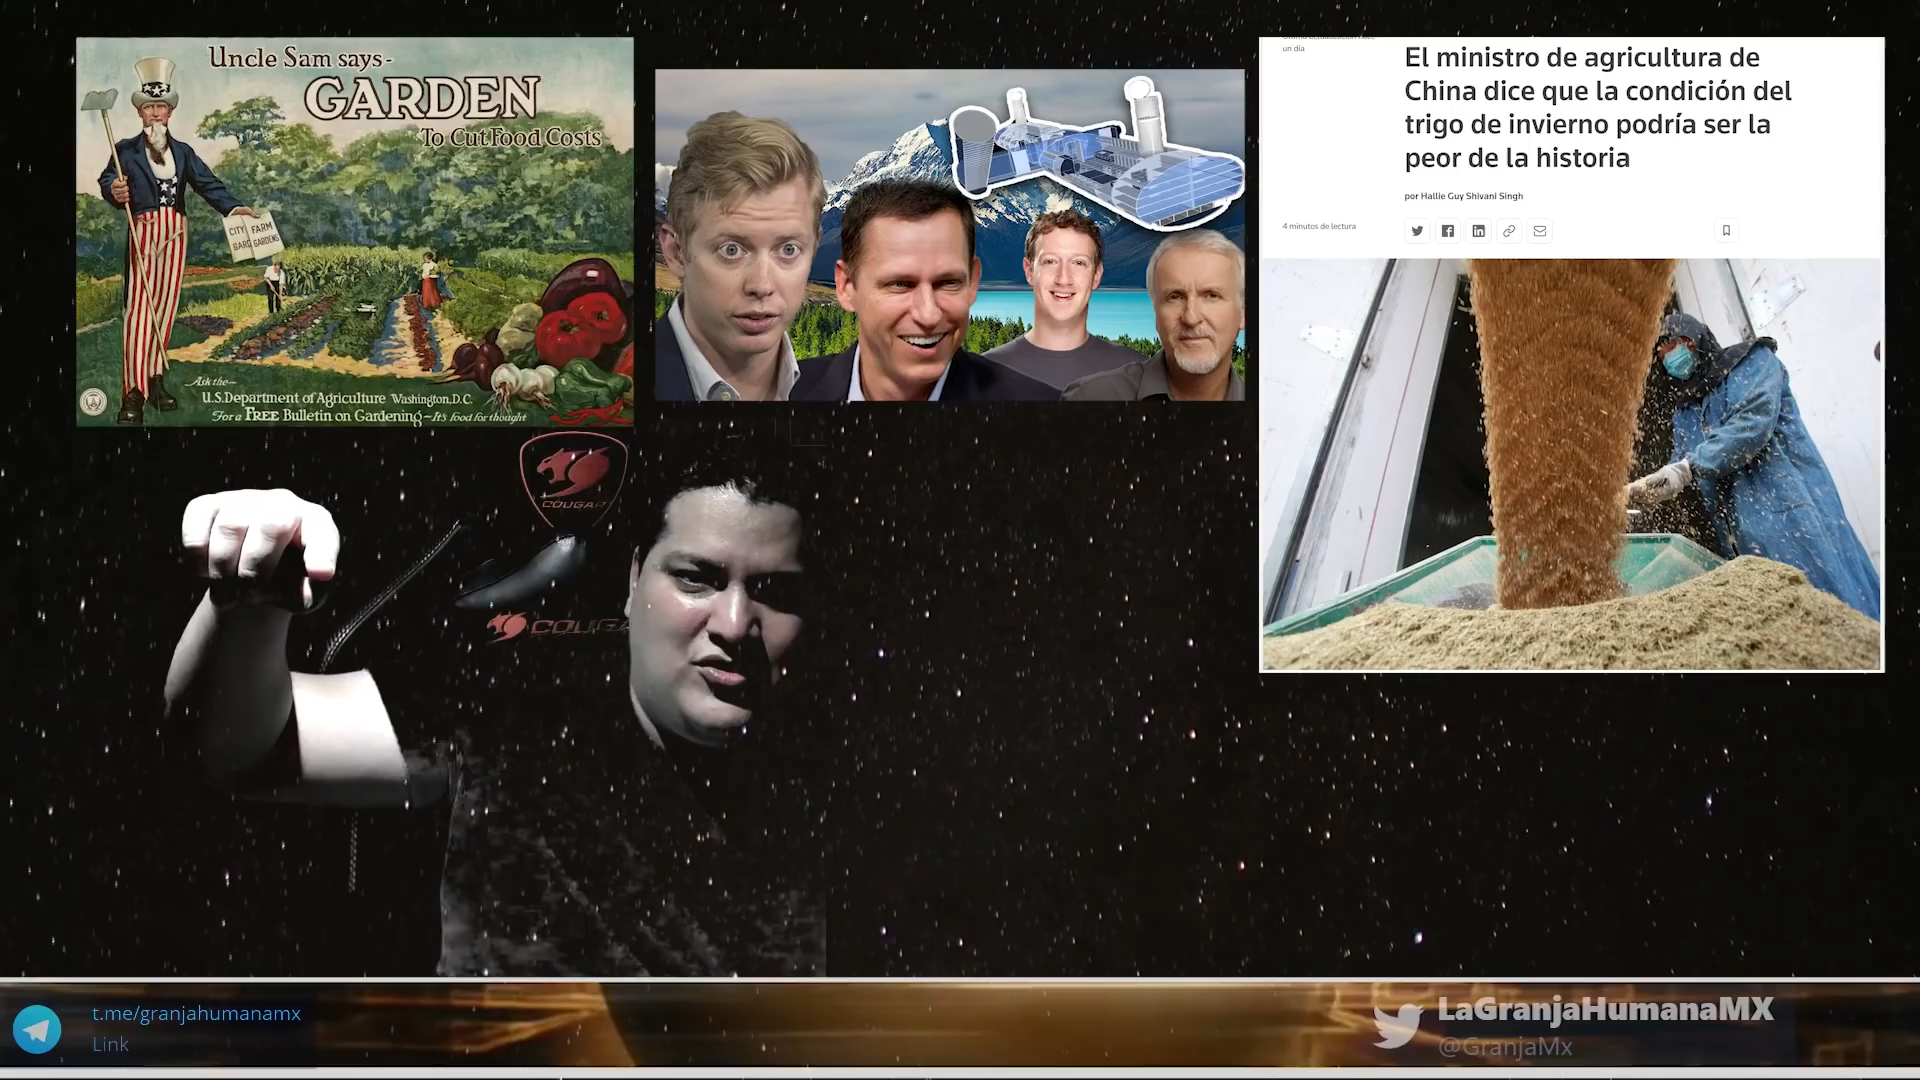 Uncle Sam says-
GARDEN
To Cut Food Costs
CITY
GARD
FARM
GARDENS
Ask the—
U.S. Department of Agriculture Washington, D.C.
For a FREE Bulletin on Gardening—It's food for thought
un día
El ministro de agricultura de
China dice que la condición del
trigo de invierno podría ser la
peor de la historia
por Hallie Guy Shivani Singh
4 minutos de lectura
COUGAR
COUGA
t.me/granjahumanamx
Link
LaGranjaHumanaMX
@GranjaMx